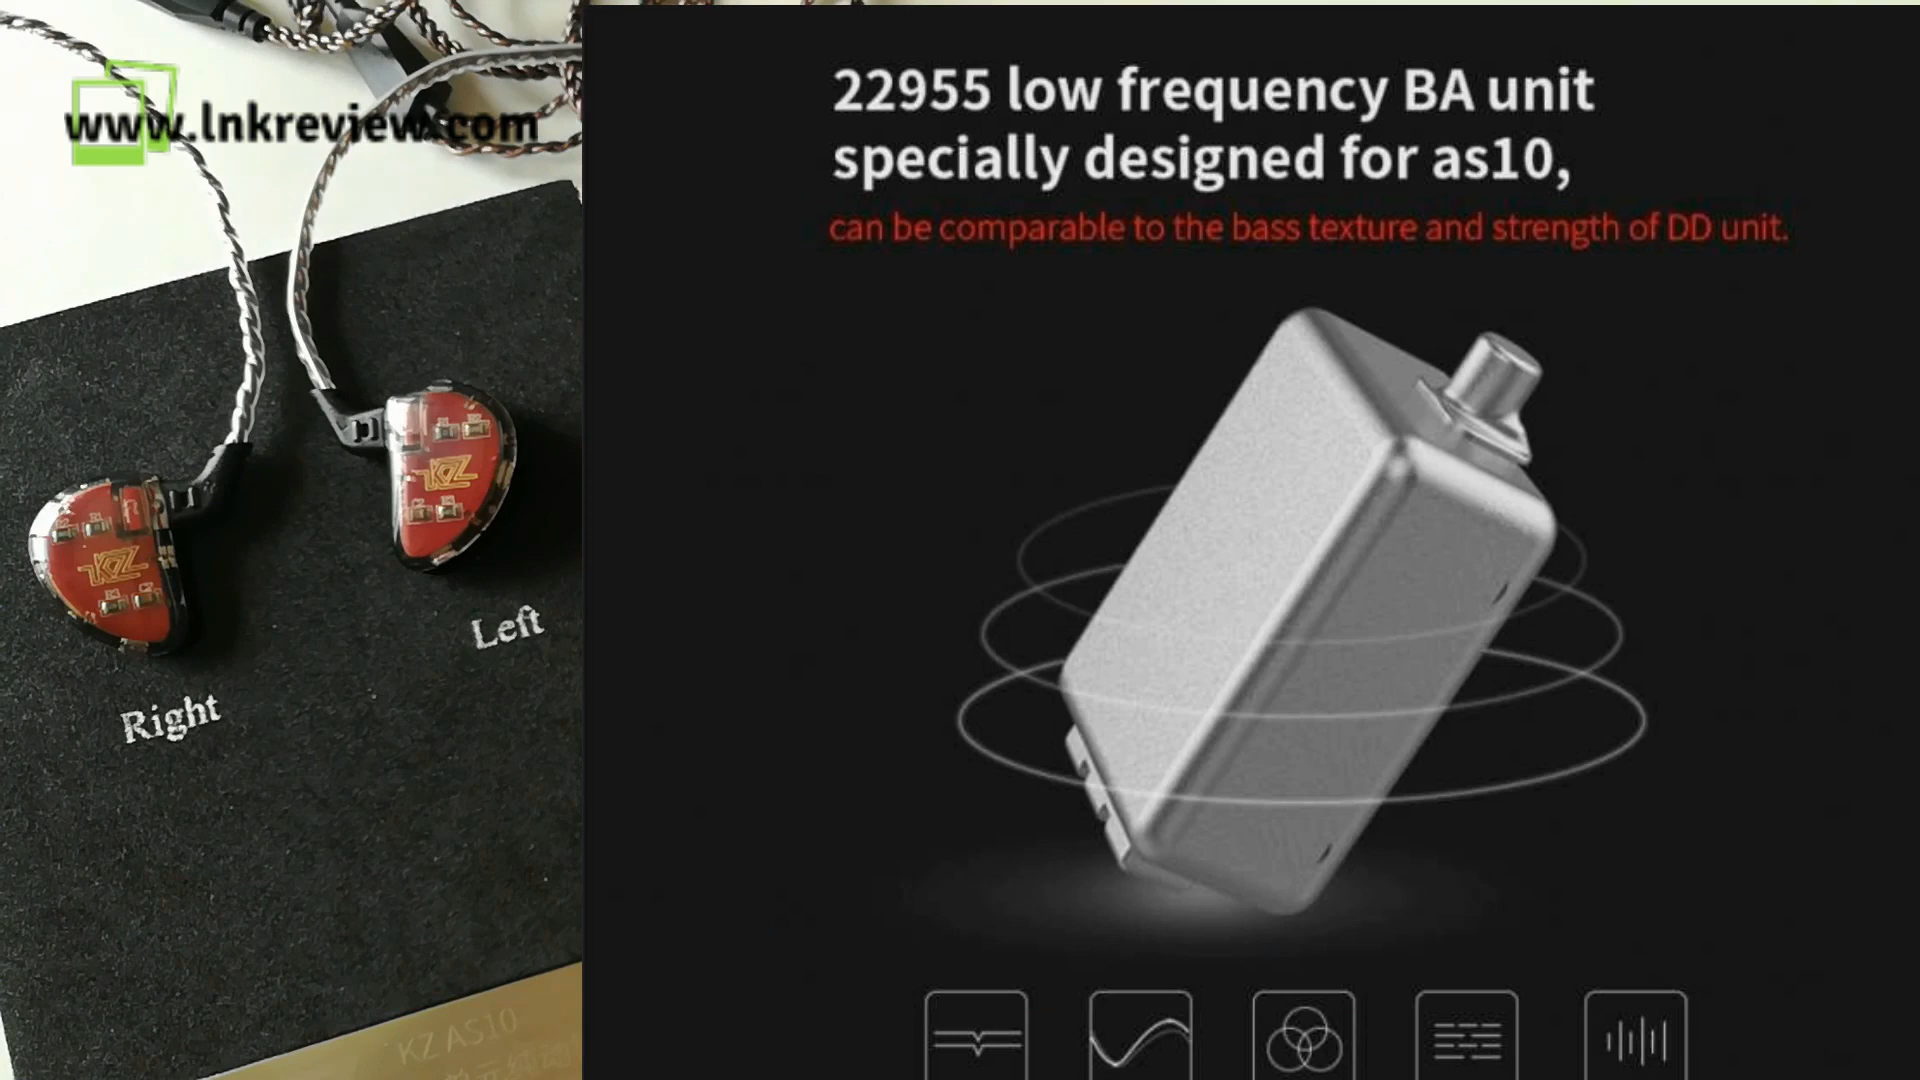 www.lnkreview.com
22955 low frequency BA unit
specially designed for as10,
can be comparable to the bass texture and strength of DD unit.
KZ
KZ
Left
Right
KZ AS10